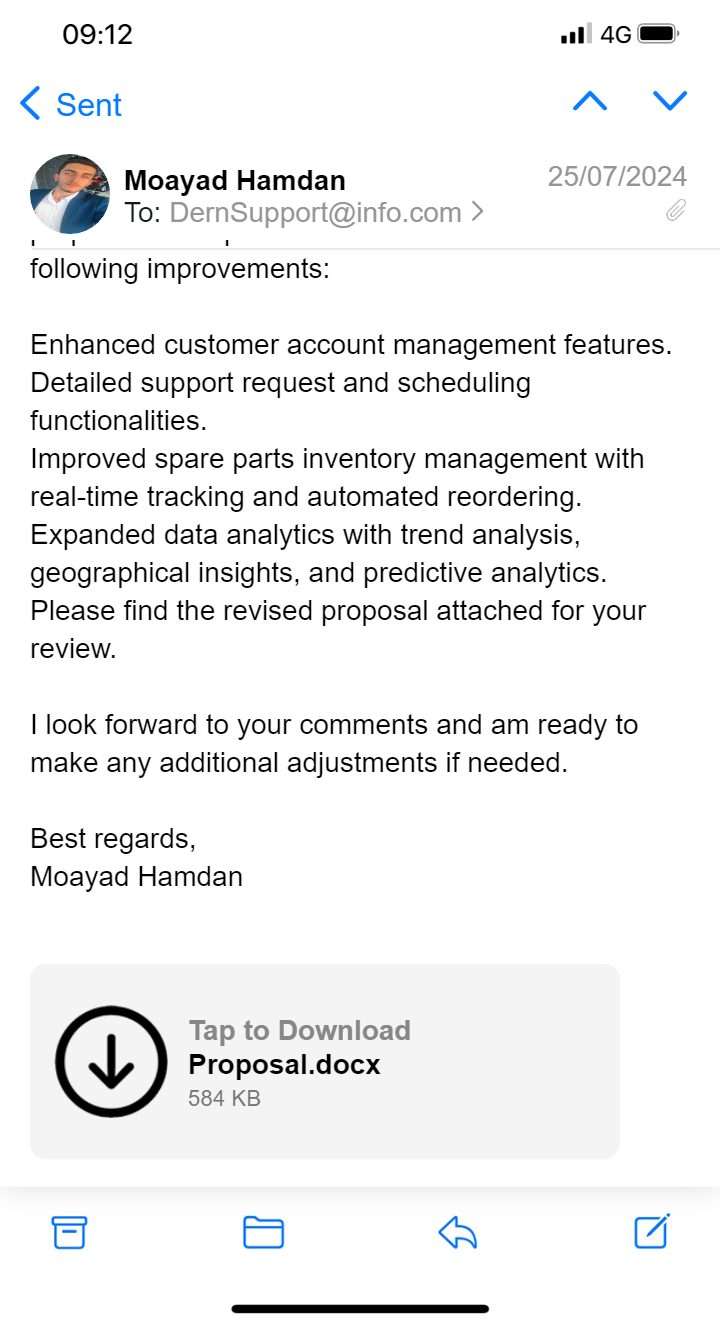 09:12
4G
Sent
Moayad Hamdan
25/07/2024
To: DernSupport@info.com
following improvements:
Enhanced customer account management features.
Detailed support request and scheduling
functionalities.
Improved spare parts inventory management with
real-time tracking and automated reordering.
Expanded data analytics with trend analysis,
geographical insights, and predictive analytics.
Please find the revised proposal attached for your
review.
I look forward to your comments and am ready to
make any additional adjustments if needed.
Best regards,
Moayad Hamdan
Tap to Download
Proposal.docx
584 KB